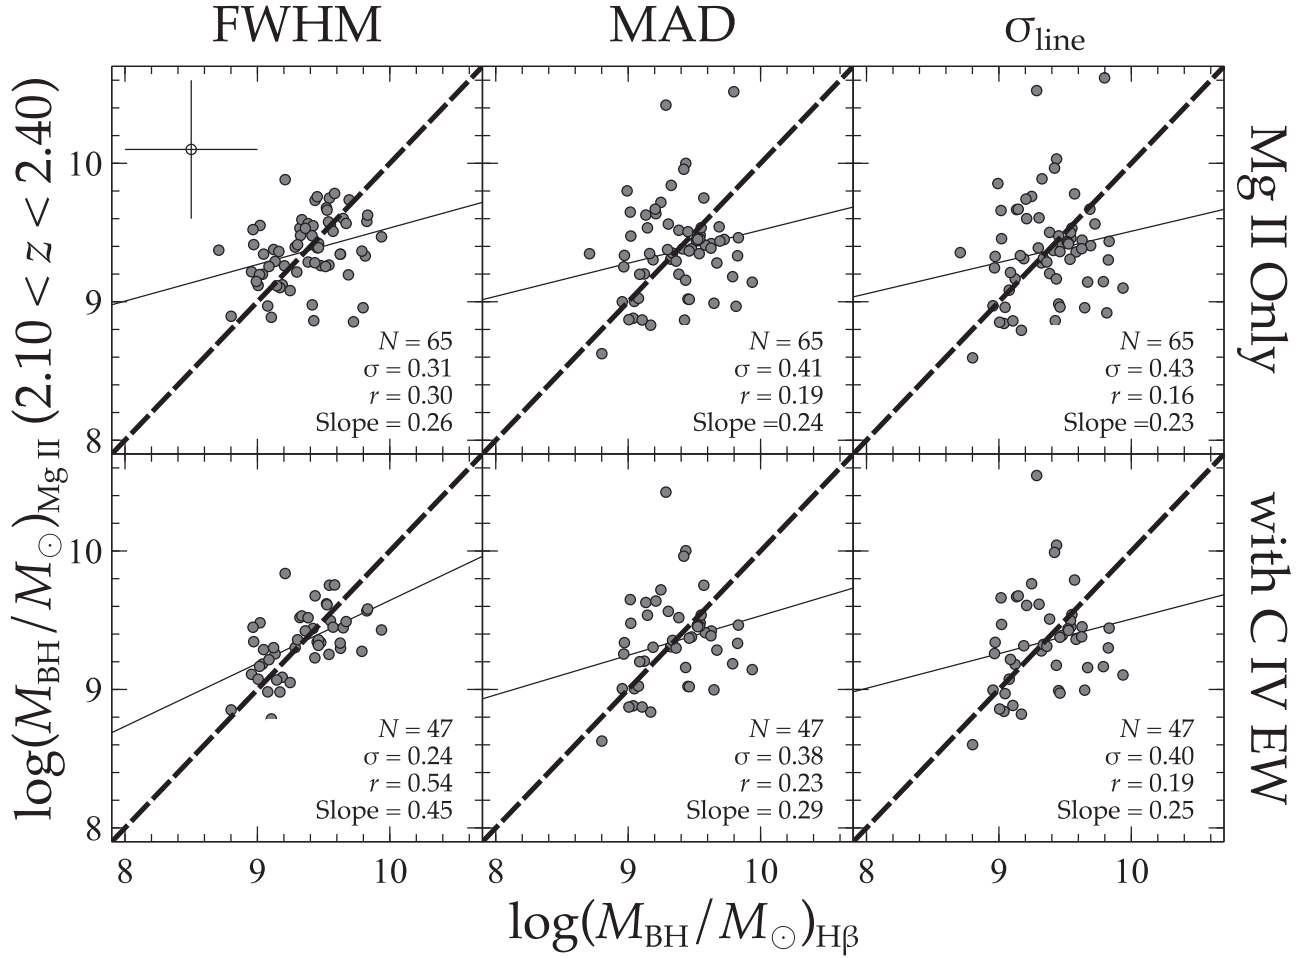 FWHM
MAD
σline
log(MBH/M⊙)Mg II (2.10 < z < 2.40)
10
9
8
N = 65
σ = 0.31
r = 0.30
Slope = 0.26
N = 65
σ = 0.41
r = 0.19
Slope =0.24
N = 65
σ = 0.43
r = 0.16
Slope =0.23
Mg II Only
10
9
8
N = 47
σ = 0.24
r = 0.54
Slope = 0.45
N = 47
σ = 0.38
r = 0.23
Slope = 0.29
N = 47
σ = 0.40
r = 0.19
Slope = 0.25
with C IV EW
8 9 10 9 10 8 9 10
log(MBH/M⊙)Hβ